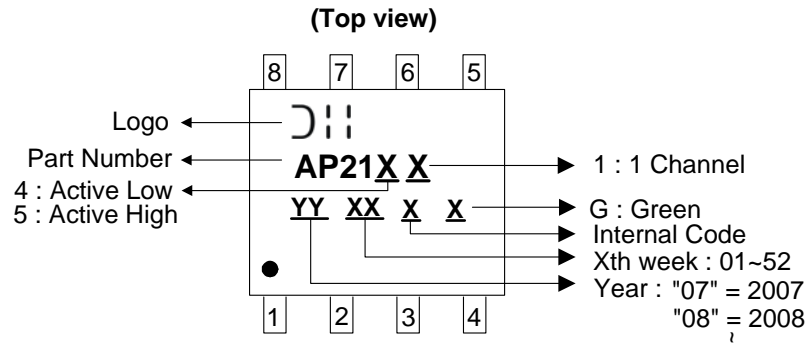 (Top view)
8 7 6 5
Logo
Part Number
AP21X X
1 : 1 Channel
4 : Active Low
5 : Active High
YY XX X X
G : Green
Internal Code
Xth week : 01~52
Year : "07" = 2007
"08" = 2008
~
1 2 3 4